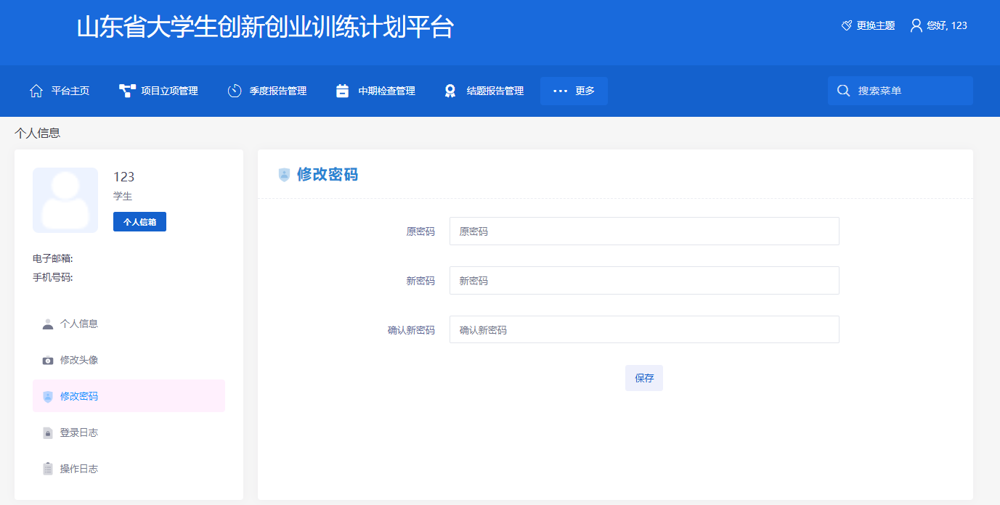 山东省大学生创新创业训练计划平台
更换主题
您好, 123
平台主页
项目立项管理
季度报告管理
中期检查管理
结题报告管理
更多
搜索菜单
个人信息
123
学生
个人信箱
电子邮箱:
手机号码:
个人信息
修改头像
修改密码
登录日志
操作日志
修改密码
原密码
原密码
新密码
新密码
确认新密码
确认新密码
保存